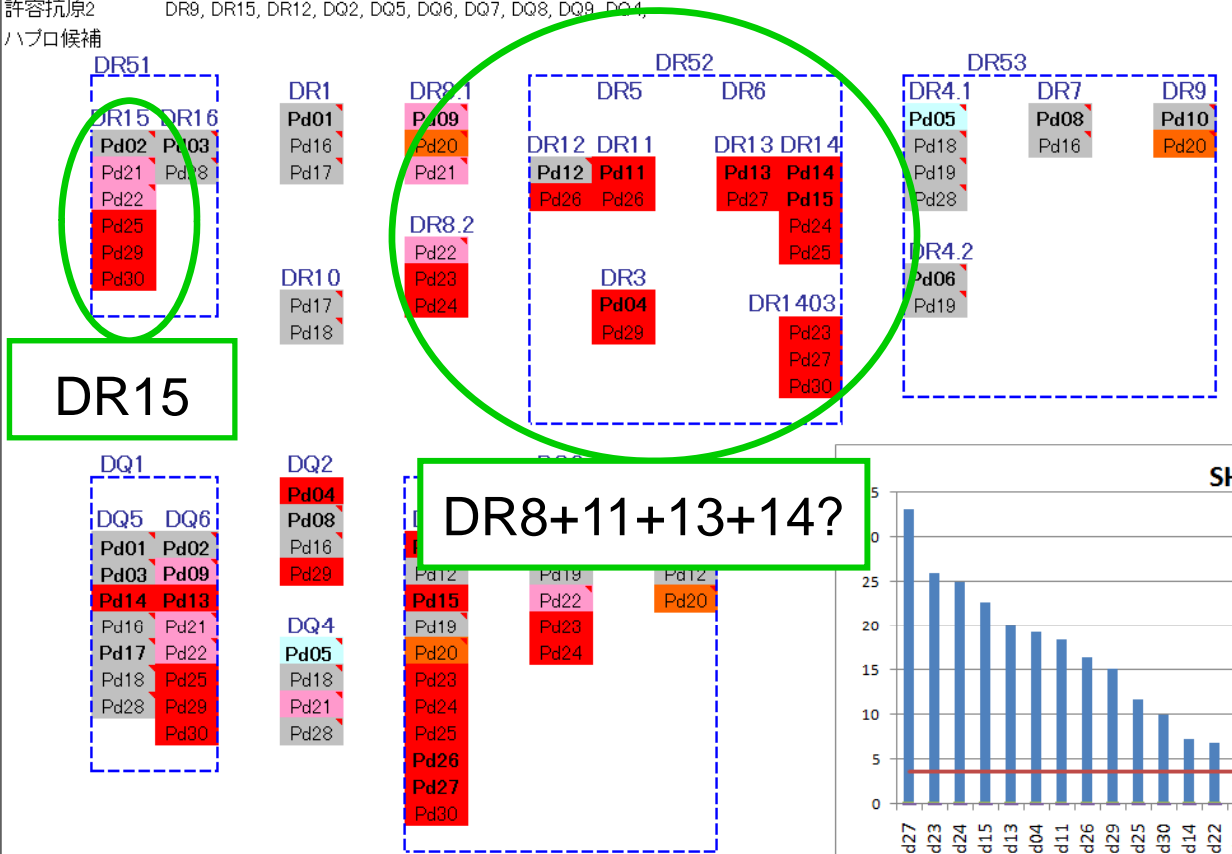 許容抗原2 DR9, DR15, DR12, DQ2, DQ5, DQ6, DQ7, DQ8, DQ9, DQ4,
ハプロ候補
DR51
DR15 DR16
Pd02 Pd03
Pd21 Pd28
Pd22
Pd25
Pd29
Pd30
DR15
DR1
Pd01
Pd16
Pd17
DR10
Pd17
Pd18
DR8.1
Pd09
Pd20
Pd21
DR8.2
Pd22
Pd23
Pd24
DR52
DR5 DR6
DR12 DR11 DR13 DR14
Pd12 Pd11 Pd13 Pd14
Pd26 Pd26 Pd27 Pd15
Pd24
Pd25
DR3
Pd04
Pd29
DR1403
Pd23
Pd27
Pd30
DR53
DR4.1 DR7 DR9
Pd05 Pd08 Pd10
Pd18 Pd16 Pd20
Pd19
Pd28
DR4.2
Pd06
Pd19
DR8+11+13+14?
DQ1
DQ5 DQ6
Pd01 Pd02
Pd03 Pd09
Pd14 Pd13
Pd16 Pd21
Pd17 Pd22
Pd18 Pd25
Pd28 Pd29
Pd30
DQ2
Pd04
Pd08
Pd16
Pd29
DQ4
Pd05
Pd18
Pd21
Pd28
Pd12 Pd19 Pd12
Pd15 Pd22 Pd20
Pd19 Pd23
Pd20 Pd24
Pd23
Pd24
Pd25
Pd26
Pd27
Pd30
SH
5
0
25
20
15
10
5
0
d27 d23 d24 d15 d13 d04 d11 d26 d29 d25 d30 d14 d22